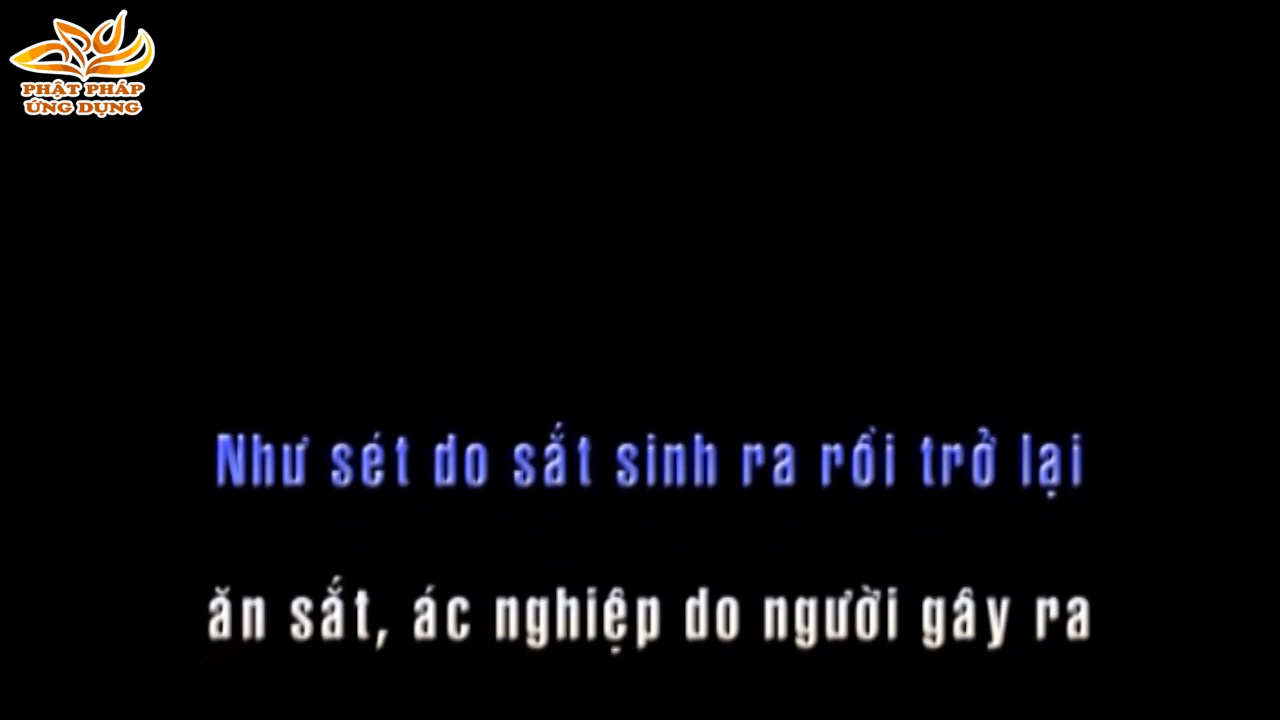 PHẬT PHÁP
ỨNG DỤNG
Như sét do sắt sinh ra rồi trở lại
ăn sắt, ác nghiệp do người gây ra